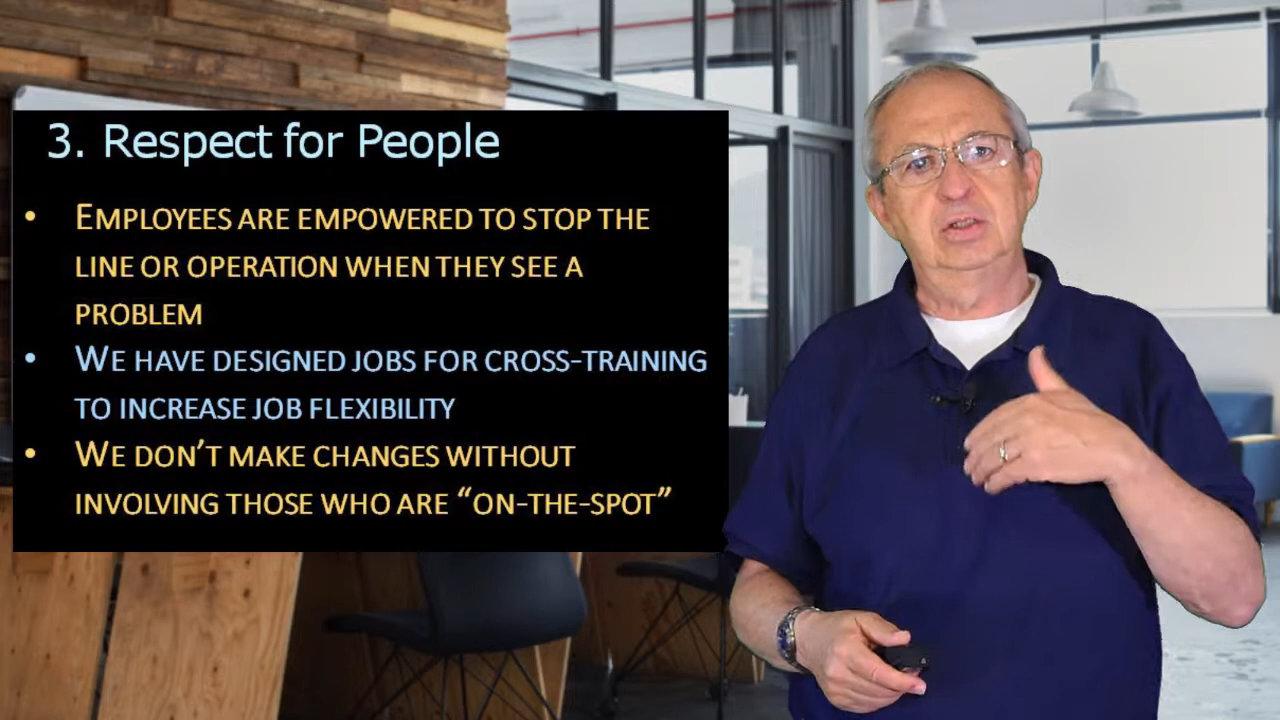 3. Respect for People
• EMPLOYEES ARE EMPOWERED TO STOP THE
LINE OR OPERATION WHEN THEY SEE A
PROBLEM
• WE HAVE DESIGNED JOBS FOR CROSS-TRAINING
TO INCREASE JOB FLEXIBILITY
• WE DON'T MAKE CHANGES WITHOUT
INVOLVING THOSE WHO ARE “ON-THE-SPOT”